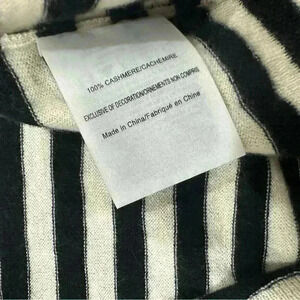 100% CASHMERE/CACHEMIRE
EXCLUSIVE OF DECORATION/ORNEMENTS NON COMPRIS
Made in China/Fabriqué en Chine